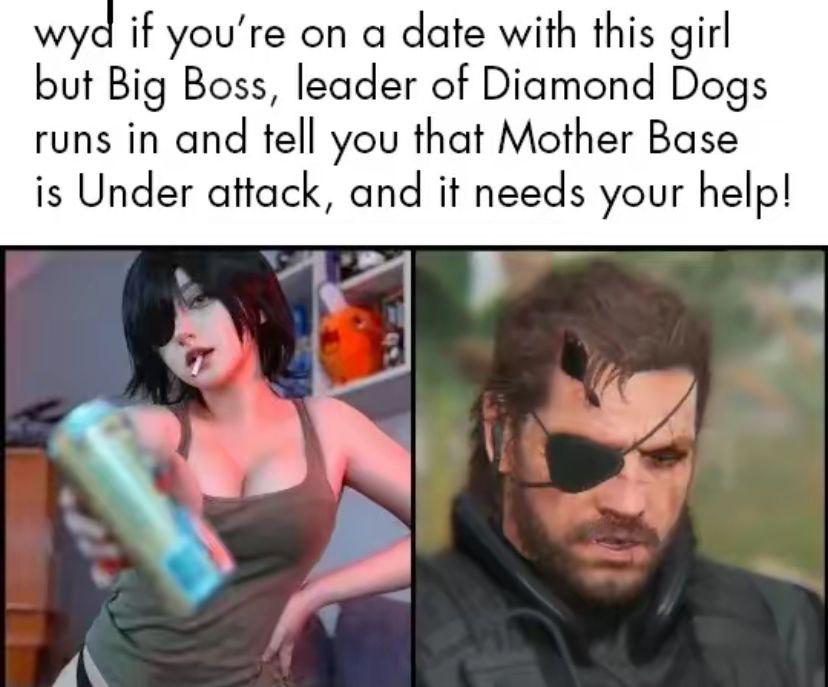 wyd if you're on a date with this girl
but Big Boss, leader of Diamond Dogs
runs in and tell you that Mother Base
is Under attack, and it needs your help!